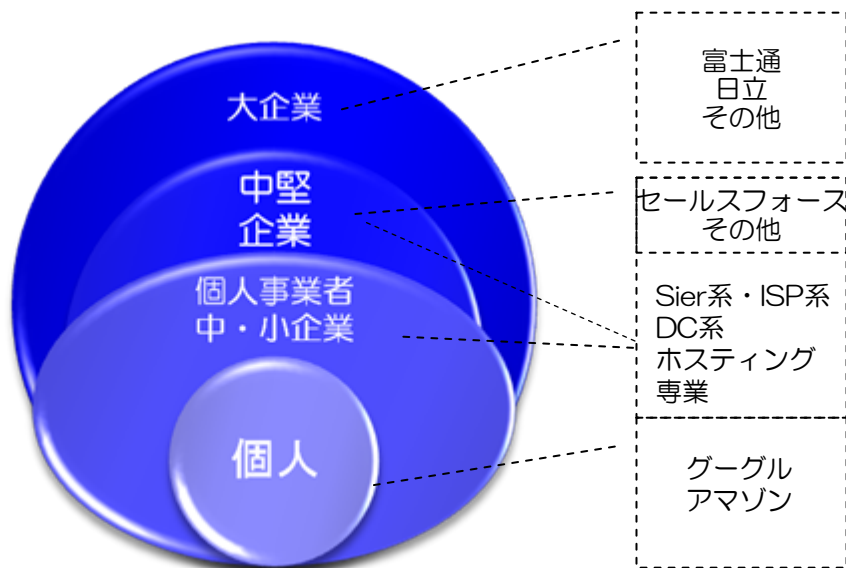 大企業
中堅
企業
個人事業者
中・小企業
個人
富士通
日立
その他
セールスフォース
その他
Sier系・ISP系
DC系
ホスティング
専業
グーグル
アマゾン